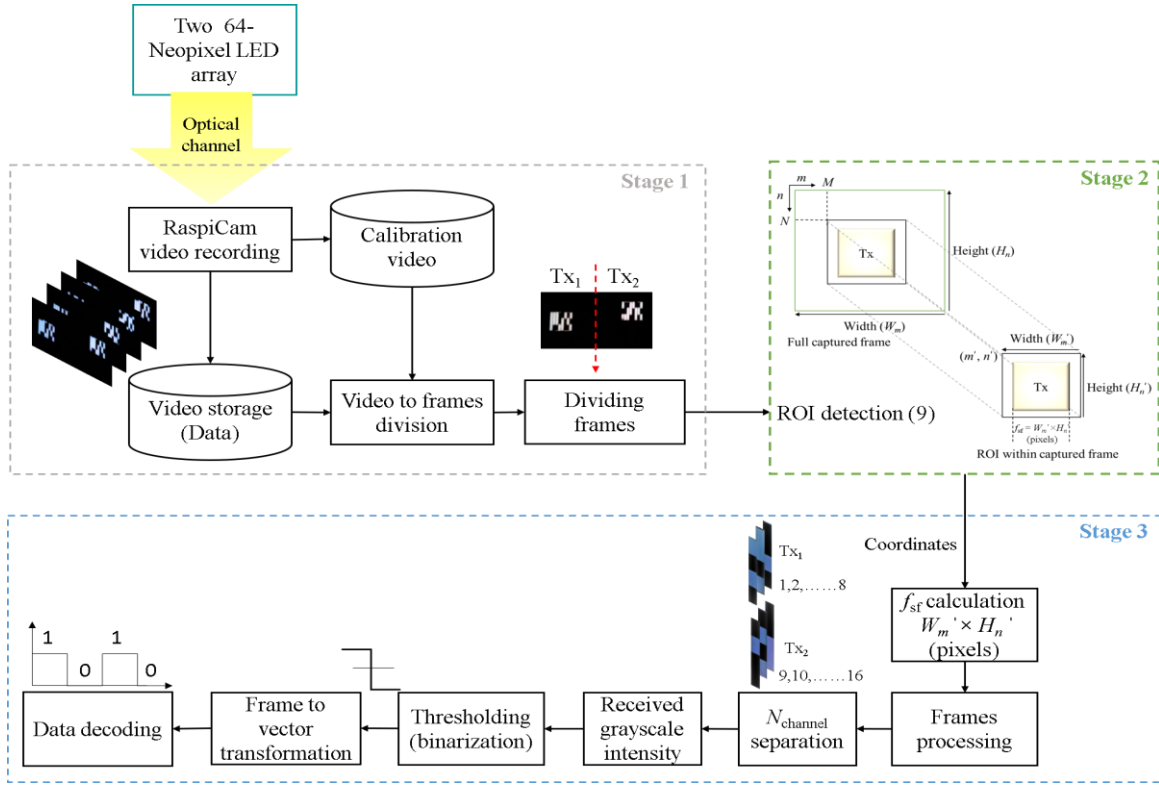 Two 64-
Neopixel LED
array
Optical
channel
Stage 1
RaspiCam
video recording
Calibration
video
Tx1
Tx2
Video storage
(Data)
Video to frames
division
Dividing
frames
Stage 2
m
M
n
N
Tx
Height (Hn)
Width (Wm)
Full captured frame
Width (Wm')
(m', n')
Tx
Height (Hn')
fsf = Wm' × Hn
(pixels)
ROI within captured frame
ROI detection (9)
Stage 3
Coordinates
fsf calculation
Wm' × Hn'
(pixels)
Frames
processing
Tx1
1,2,......8
Tx2
9,10,......16
Nchannel
separation
Received
grayscale
intensity
Thresholding
(binarization)
Frame to
vector
transformation
1 1
0 0
Data decoding